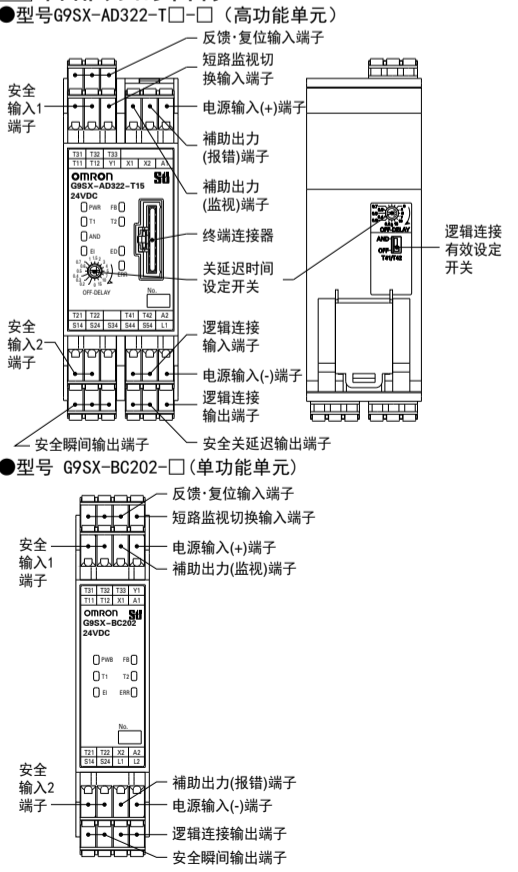 ●型号G9SX-AD322-T□-□（高功能单元）
反馈·复位输入端子
短路监视切
换输入端子
安全
输入1
端子
电源输入(+)端子
補助出力
(报错)端子
補助出力
(监视)端子
终端连接器
关延迟时间
设定开关
T31 T32 T33
T11 T12 Y1 X1 X2 A1
OMRON
G9SX-AD322-T15
24VDC
PWR FB
T1 T2
AND
EI ED
ERR
OFF-DELAY
No.
T21 T22 T41 T42 A2
S14 S24 S34 S44 S54 L1
OFF-DELAY
AND
OFF
T41/T42
逻辑连接
有效设定
开关
安全
输入2
端子
逻辑连接
输入端子
电源输入(-)端子
逻辑连接
输出端子
安全瞬间输出端子
安全关延迟输出端子
●型号 G9SX-BC202-□(单功能单元)
反馈·复位输入端子
短路监视切换输入端子
安全
输入1
端子
电源输入(+)端子
補助出力(监视)端子
T31 T32 T33 Y1
T11 T12 X1 A1
OMRON
G9SX-BC202
24VDC
PWB FB
T1 T2
EI ERR
No.
T21 T22 X2 A2
S14 S24 L1 L2
安全
输入2
端子
補助出力(报错)端子
电源输入(-)端子
逻辑连接输出端子
安全瞬间输出端子